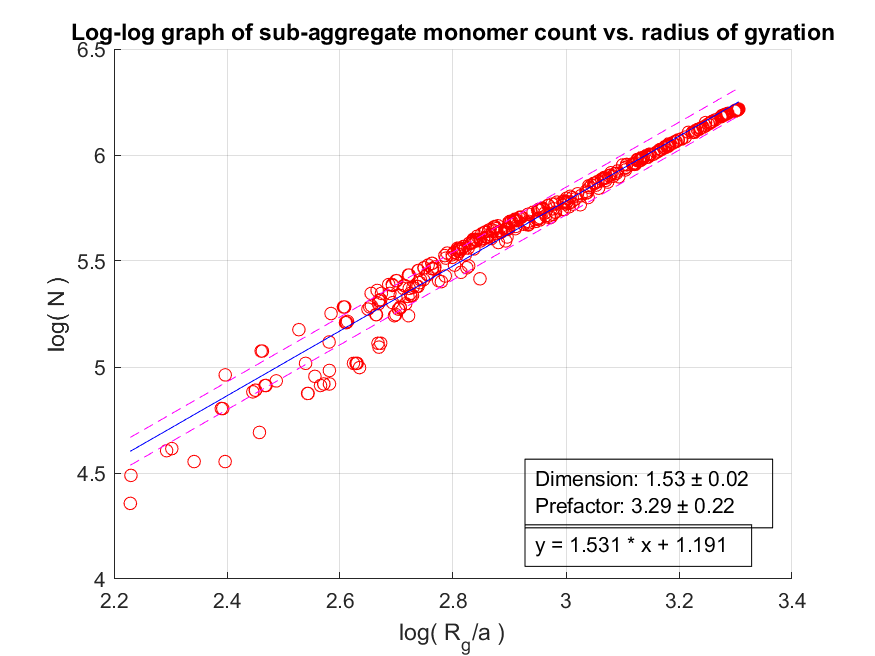 Log-log graph of sub-aggregate monomer count vs. radius of gyration
6.5
6
5.5
5
4.5
4
log( N )
Dimension: 1.53 ± 0.02
Prefactor: 3.29 ± 0.22
y = 1.531 * x + 1.191
2.2 2.4 2.6 2.8 3 3.2 3.4
log( R_g/a )